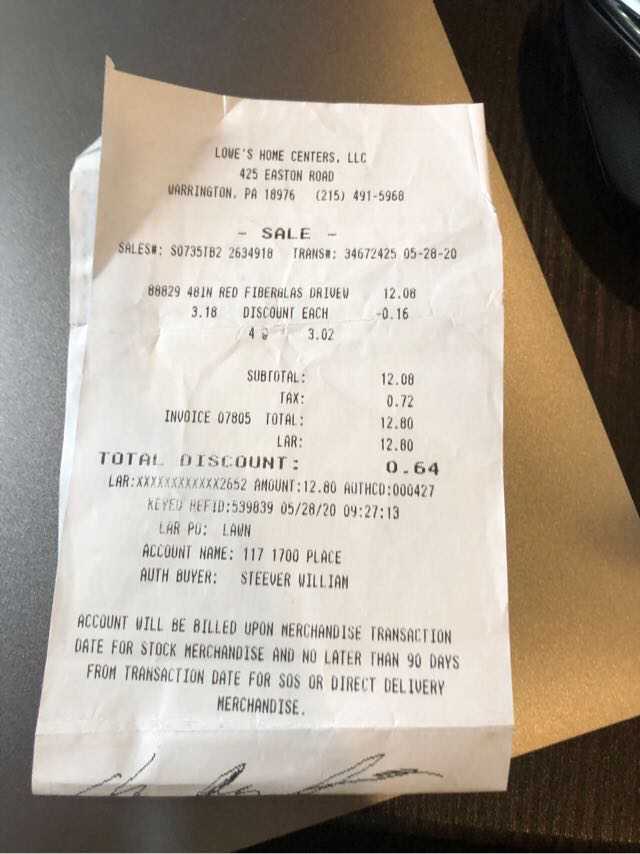 LOWE'S HOME CENTERS, LLC
425 EASTON ROAD
WARRINGTON, PA 18976 (215) 491-5968
- SALE -
SALES#: S0735TB2 2634918 TRANS#: 34672425 05-28-20
88829 48IN RED FIBERGLAS DRIVEW 12.08
3.18 DISCOUNT EACH -0.16
4 @ 3.02
SUBTOTAL: 12.08
TAX: 0.72
INVOICE 07805 TOTAL: 12.80
LAR: 12.80
TOTAL DISCOUNT: 0.64
LAR:XXXXXXXXXXXX2652 AMOUNT:12.80 AUTHCD:000427
KEYED REFID:539839 05/28/20 09:27:13
LAR PO: LAWN
ACCOUNT NAME: 117 1700 PLACE
AUTH BUYER: STEEVER WILLIAM
ACCOUNT WILL BE BILLED UPON MERCHANDISE TRANSACTION
DATE FOR STOCK MERCHANDISE AND NO LATER THAN 90 DAYS
FROM TRANSACTION DATE FOR SOS OR DIRECT DELIVERY
MERCHANDISE.